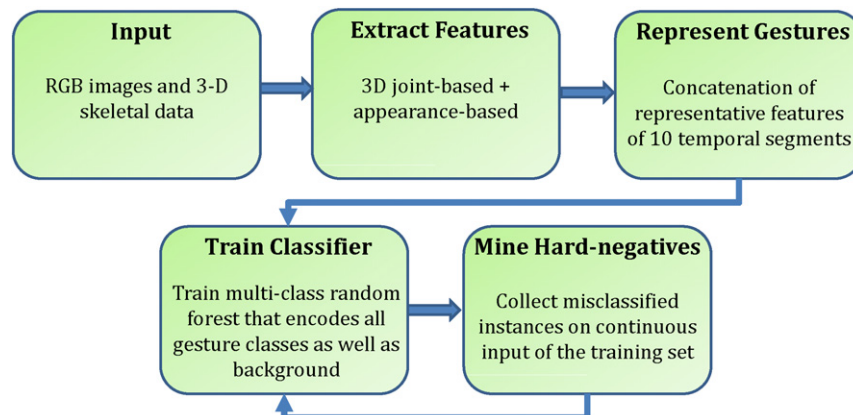 Input
RGB images and 3-D
skeletal data
Extract Features
3D joint-based +
appearance-based
Represent Gestures
Concatenation of
representative features
of 10 temporal segments
Train Classifier
Train multi-class random
forest that encodes all
gesture classes as well as
background
Mine Hard-negatives
Collect misclassified
instances on continuous
input of the training set